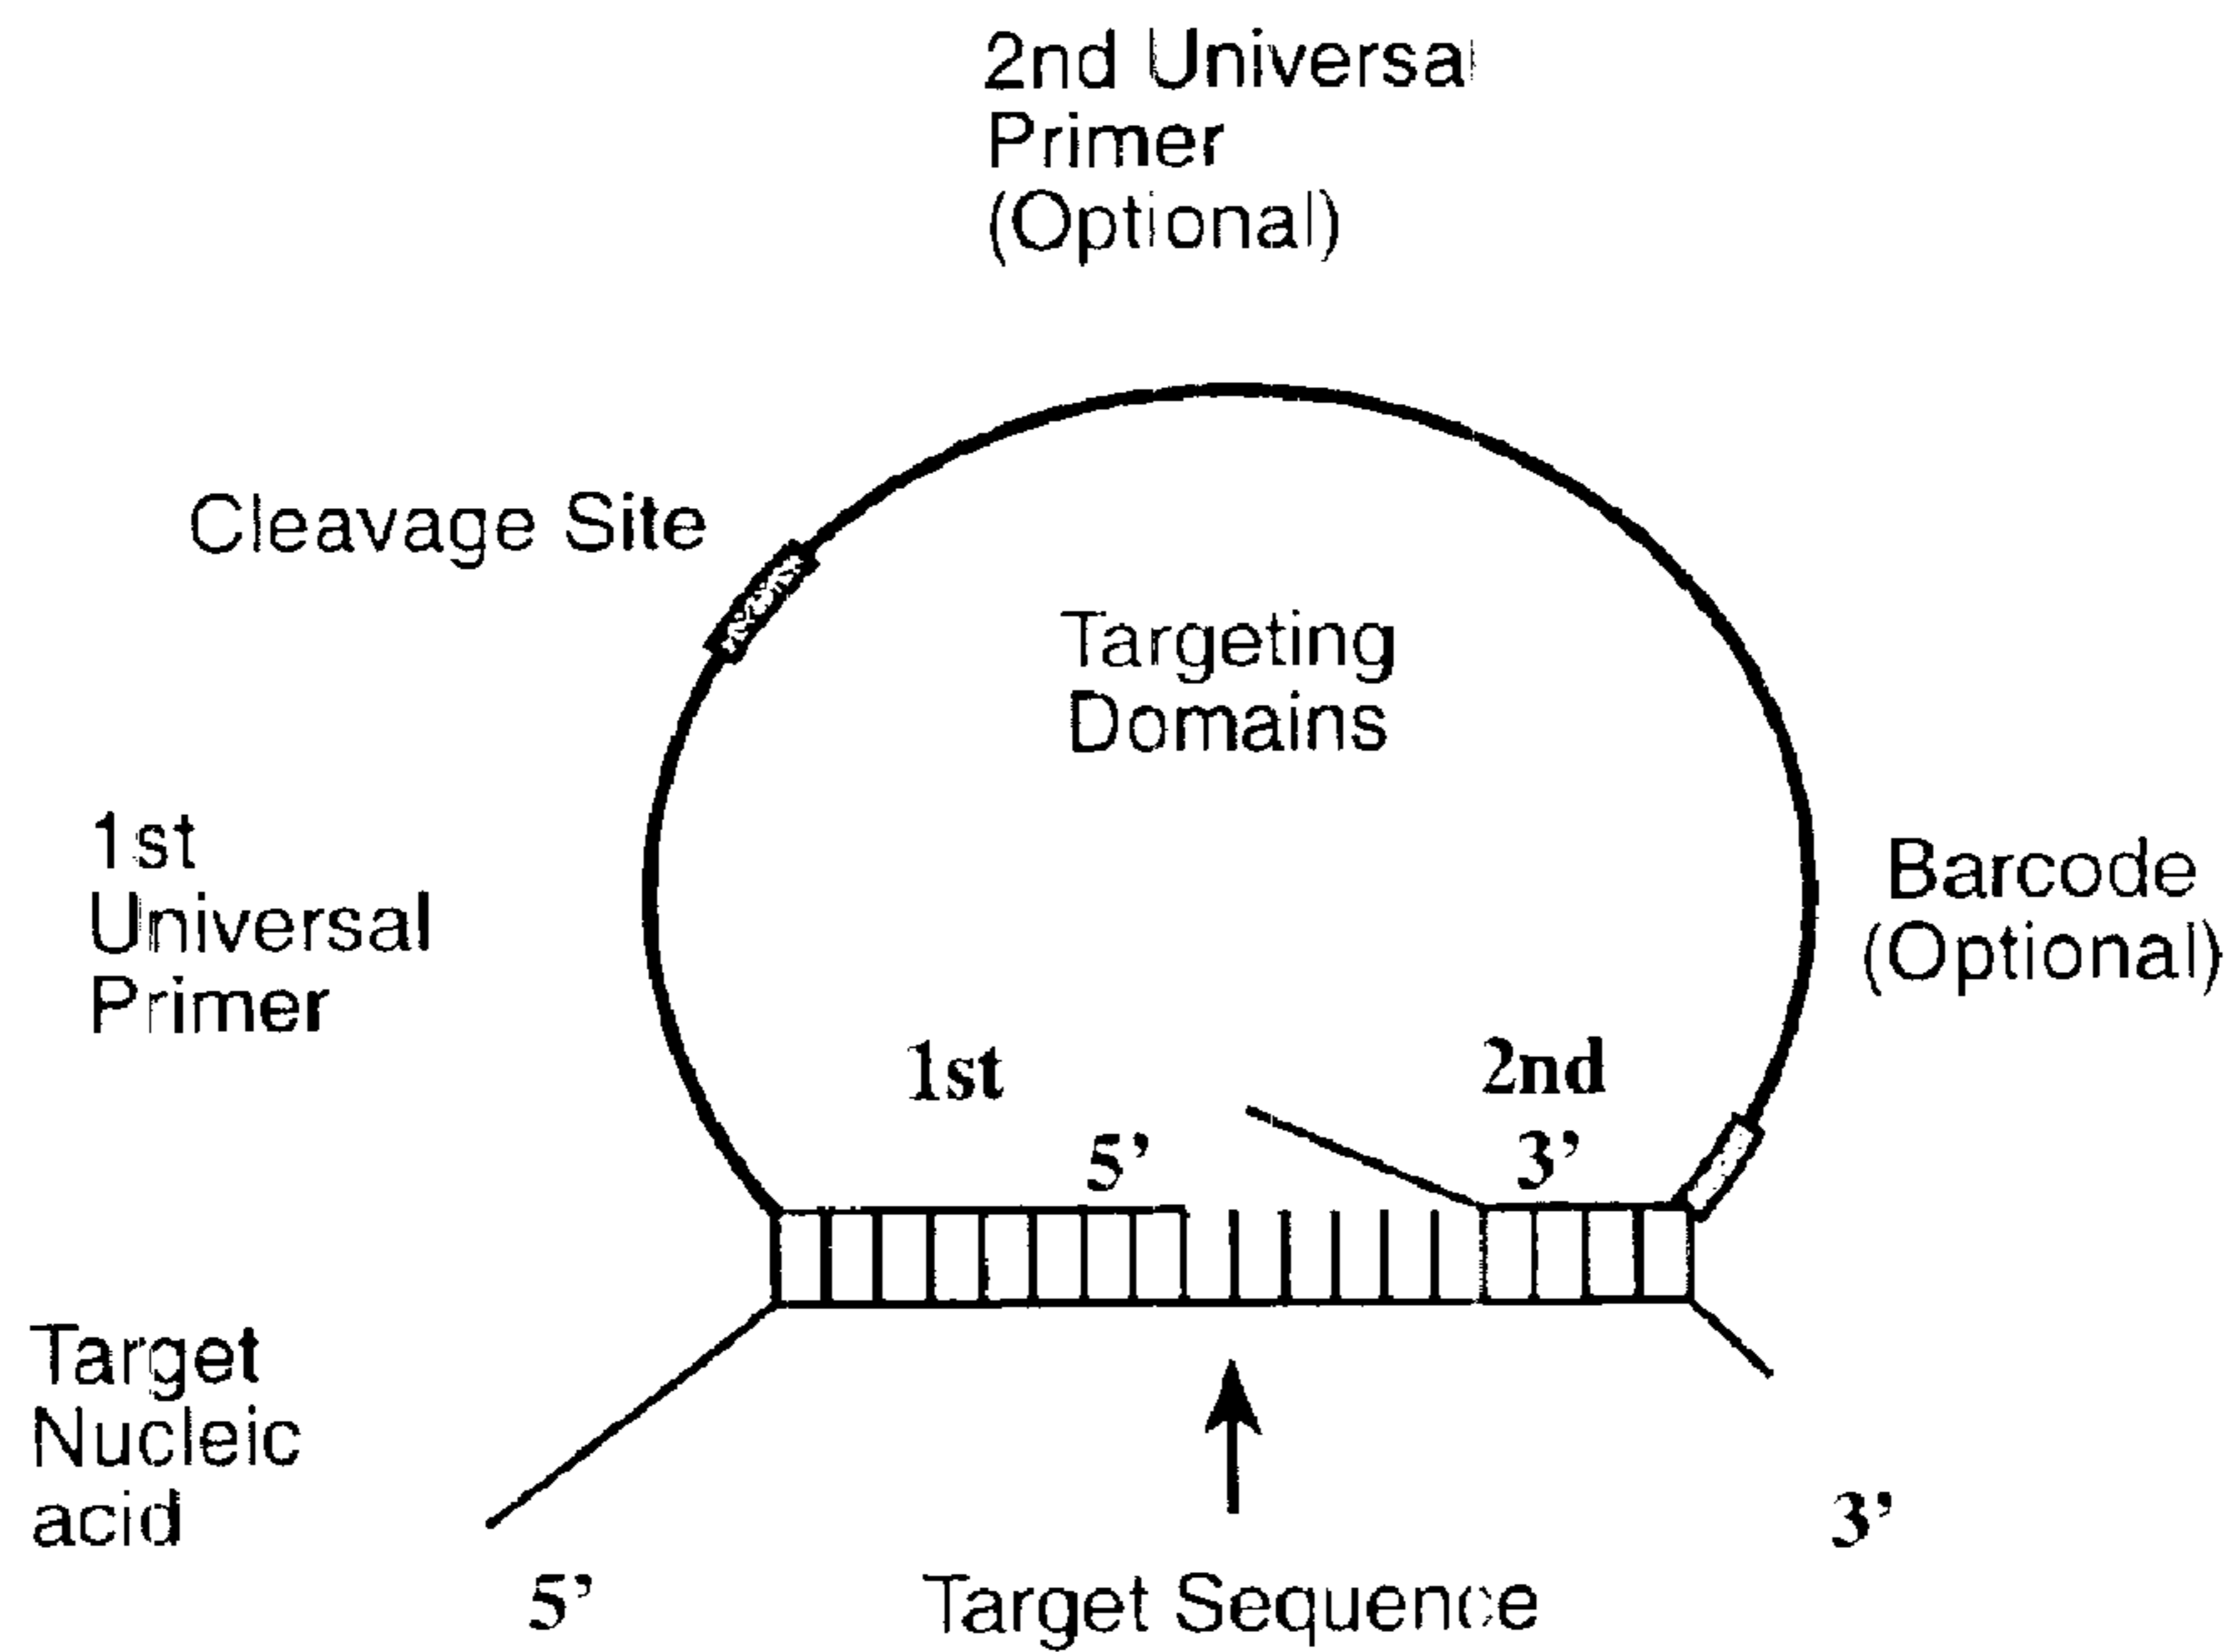 2nd Universal
Primer
(Optional)
Cleavage Site
Targeting
Domains
1st
Universal
Primer
Barcode
(Optional)
1st
2nd
5’
3’
Target
Nucleic
acid
3’
5’
Target Sequence